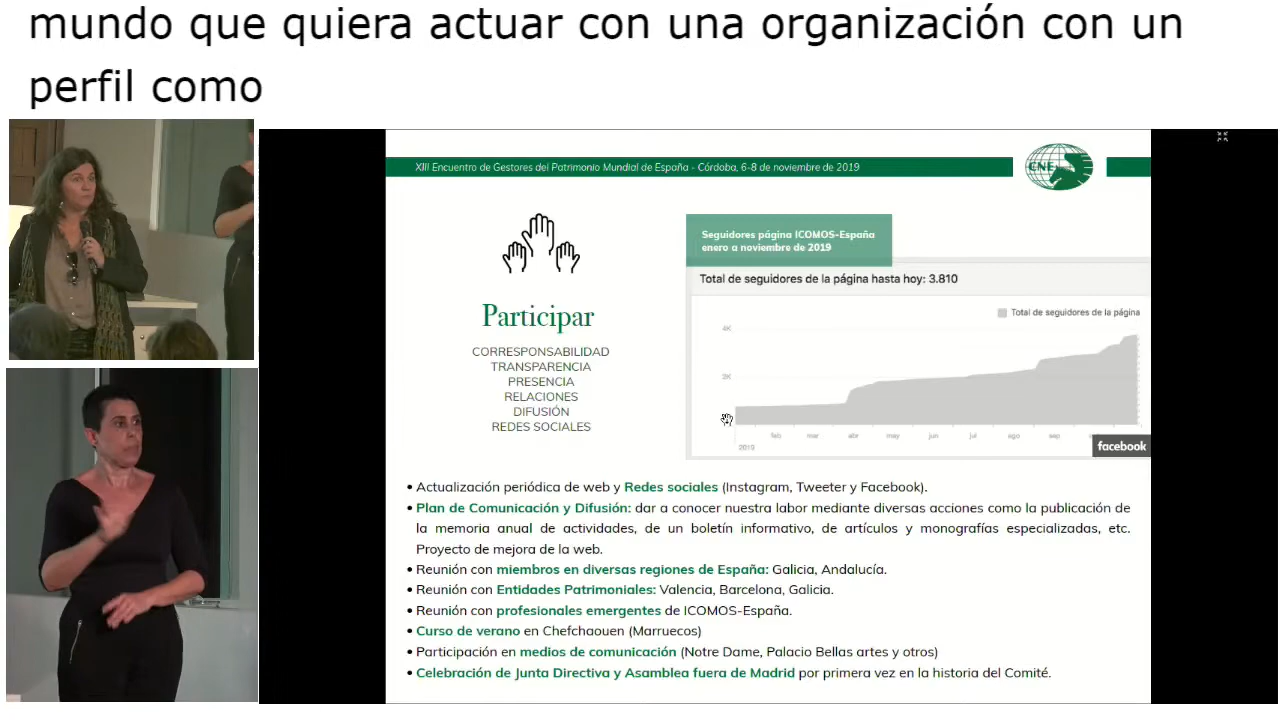 mundo que quiera actuar con una organización con un
perfil como
XIII Encuentro de Gestores del Patrimonio Mundial de España - Córdoba, 6-8 de noviembre de 2019
CNE
Participar
CORRESPONSABILIDAD
TRANSPARENCIA
PRESENCIA
RELACIONES
DIFUSIÓN
REDES SOCIALES
Seguidores página ICOMOS-España
enero a noviembre de 2019
Total de seguidores de la página hasta hoy: 3.810
Total de seguidores de la página
4K
2K
feb mar abr may jun jul ago sep
2019
facebook
• Actualización periódica de web y Redes sociales (Instagram, Tweeter y Facebook).
• Plan de Comunicación y Difusión: dar a conocer nuestra labor mediante diversas acciones como la publicación de
la memoria anual de actividades, de un boletín informativo, de artículos y monografías especializadas, etc.
Proyecto de mejora de la web.
• Reunión con miembros en diversas regiones de España: Galicia, Andalucía.
• Reunión con Entidades Patrimoniales: Valencia, Barcelona, Galicia.
• Reunión con profesionales emergentes de ICOMOS-España.
• Curso de verano en Chefchaouen (Marruecos)
• Participación en medios de comunicación (Notre Dame, Palacio Bellas artes y otros)
• Celebración de Junta Directiva y Asamblea fuera de Madrid por primera vez en la historia del Comité.